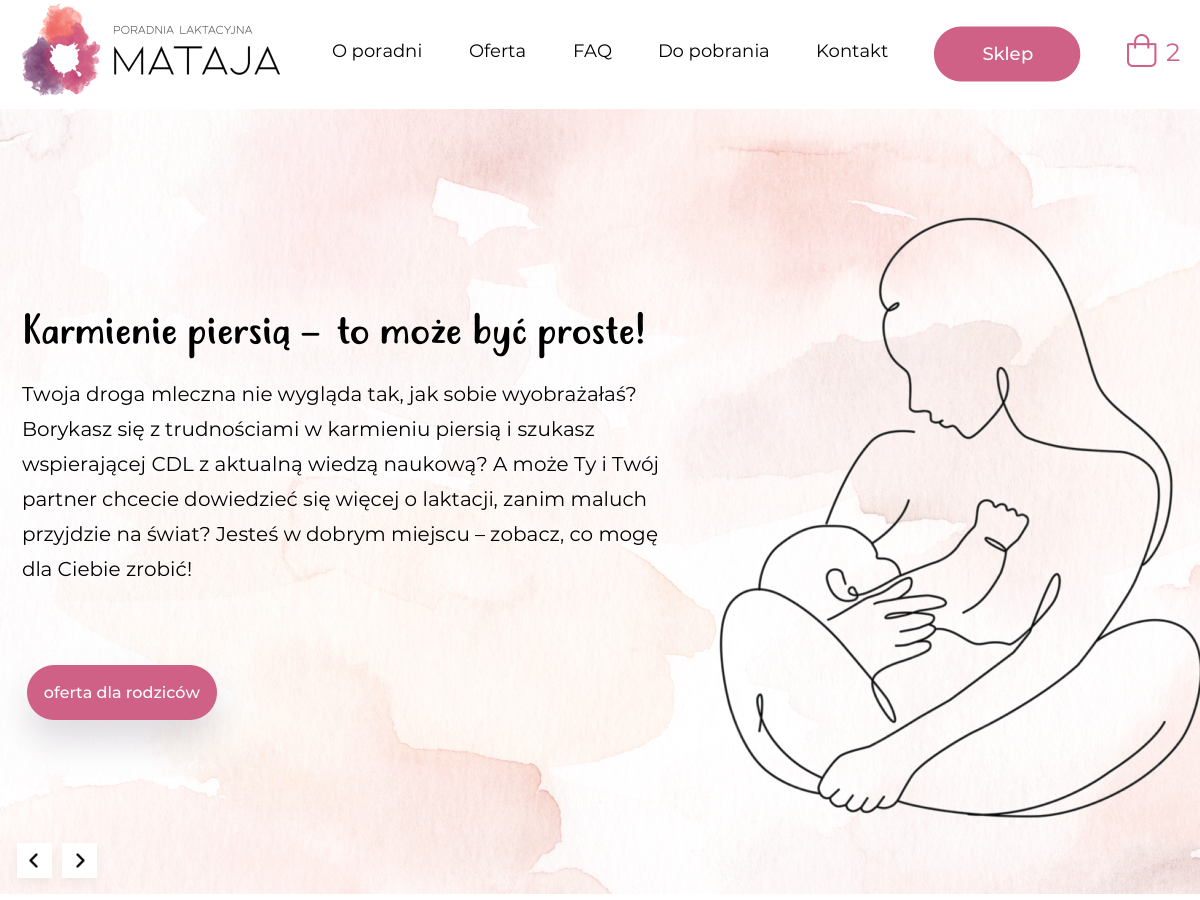 PORADNIA LAKTACYJNA
MATAJA
O poradni
Oferta
FAQ
Do pobrania
Kontakt
Sklep
2
Karmienie piersią – to może być proste!
Twoja droga mleczna nie wygląda tak, jak sobie wyobrażałaś?
Borykasz się z trudnościami w karmieniu piersią i szukasz
wspierającej CDL z aktualną wiedzą naukową? A może Ty i Twój
partner chcecie dowiedzieć się więcej o laktacji, zanim maluch
przyjdzie na świat? Jesteś w dobrym miejscu – zobacz, co mogę
dla Ciebie zrobić!
oferta dla rodziców